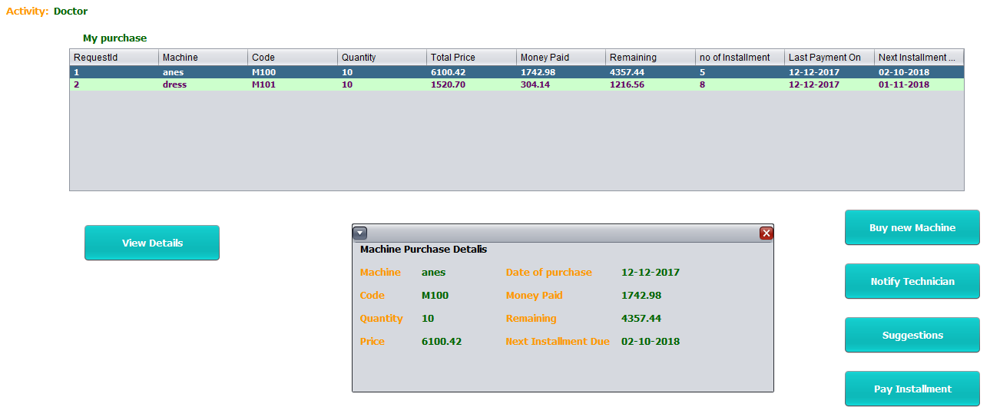 Activity: Doctor
My purchase
RequestId Machine Code Quantity Total Price Money Paid Remaining no of Installment Last Payment On Next Installment ...
1 anes M100 10 6100.42 1742.98 4357.44 5 12-12-2017 02-10-2018
2 dress M101 10 1520.70 304.14 1216.56 8 12-12-2017 01-11-2018
View Details
Machine Purchase Detalis
Machine anes Date of purchase 12-12-2017
Code M100 Money Paid 1742.98
Quantity 10 Remaining 4357.44
Price 6100.42 Next Installment Due 02-10-2018
Buy new Machine
Notify Technician
Suggestions
Pay Installment